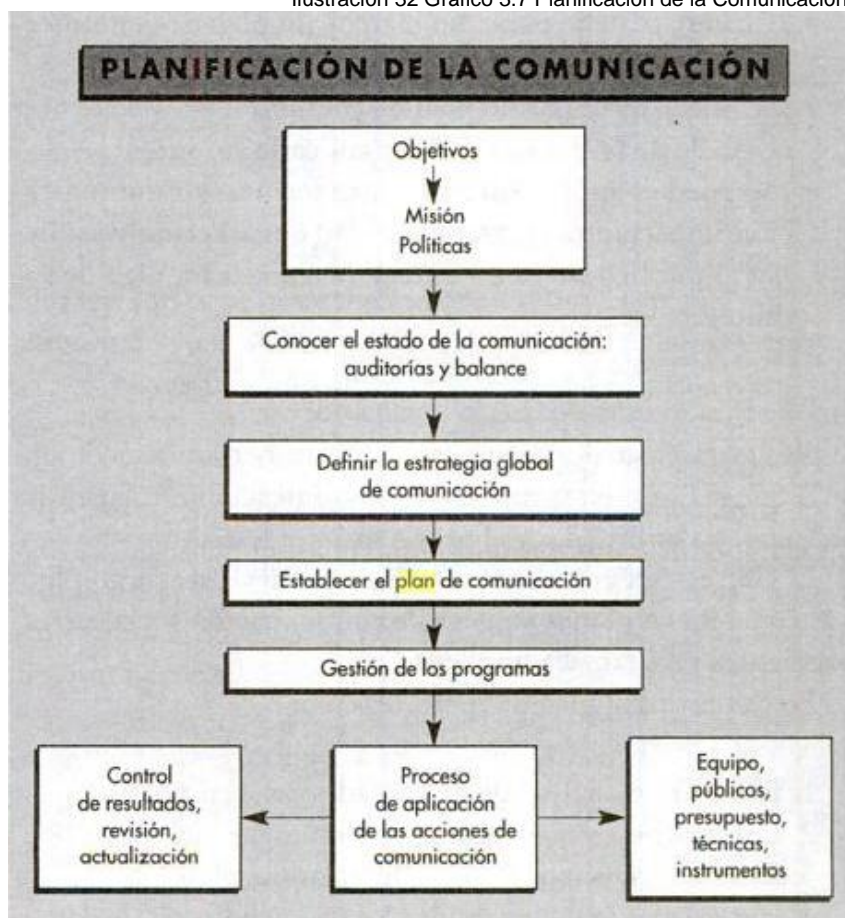 Ilustración 32 Gráfico 3.7 Planificación de la Comunicación
PLANIFICACIÓN DE LA COMUNICACIÓN
Objetivos
Misión
Políticas
Conocer el estado de la comunicación:
auditorías y balance
Definir la estrategia global
de comunicación
Establecer el plan de comunicación
Gestión de los programas
Control
de resultados,
revisión,
actualización
Proceso
de aplicación
de las acciones de
comunicación
Equipo,
públicos,
presupuesto,
técnicas,
instrumentos